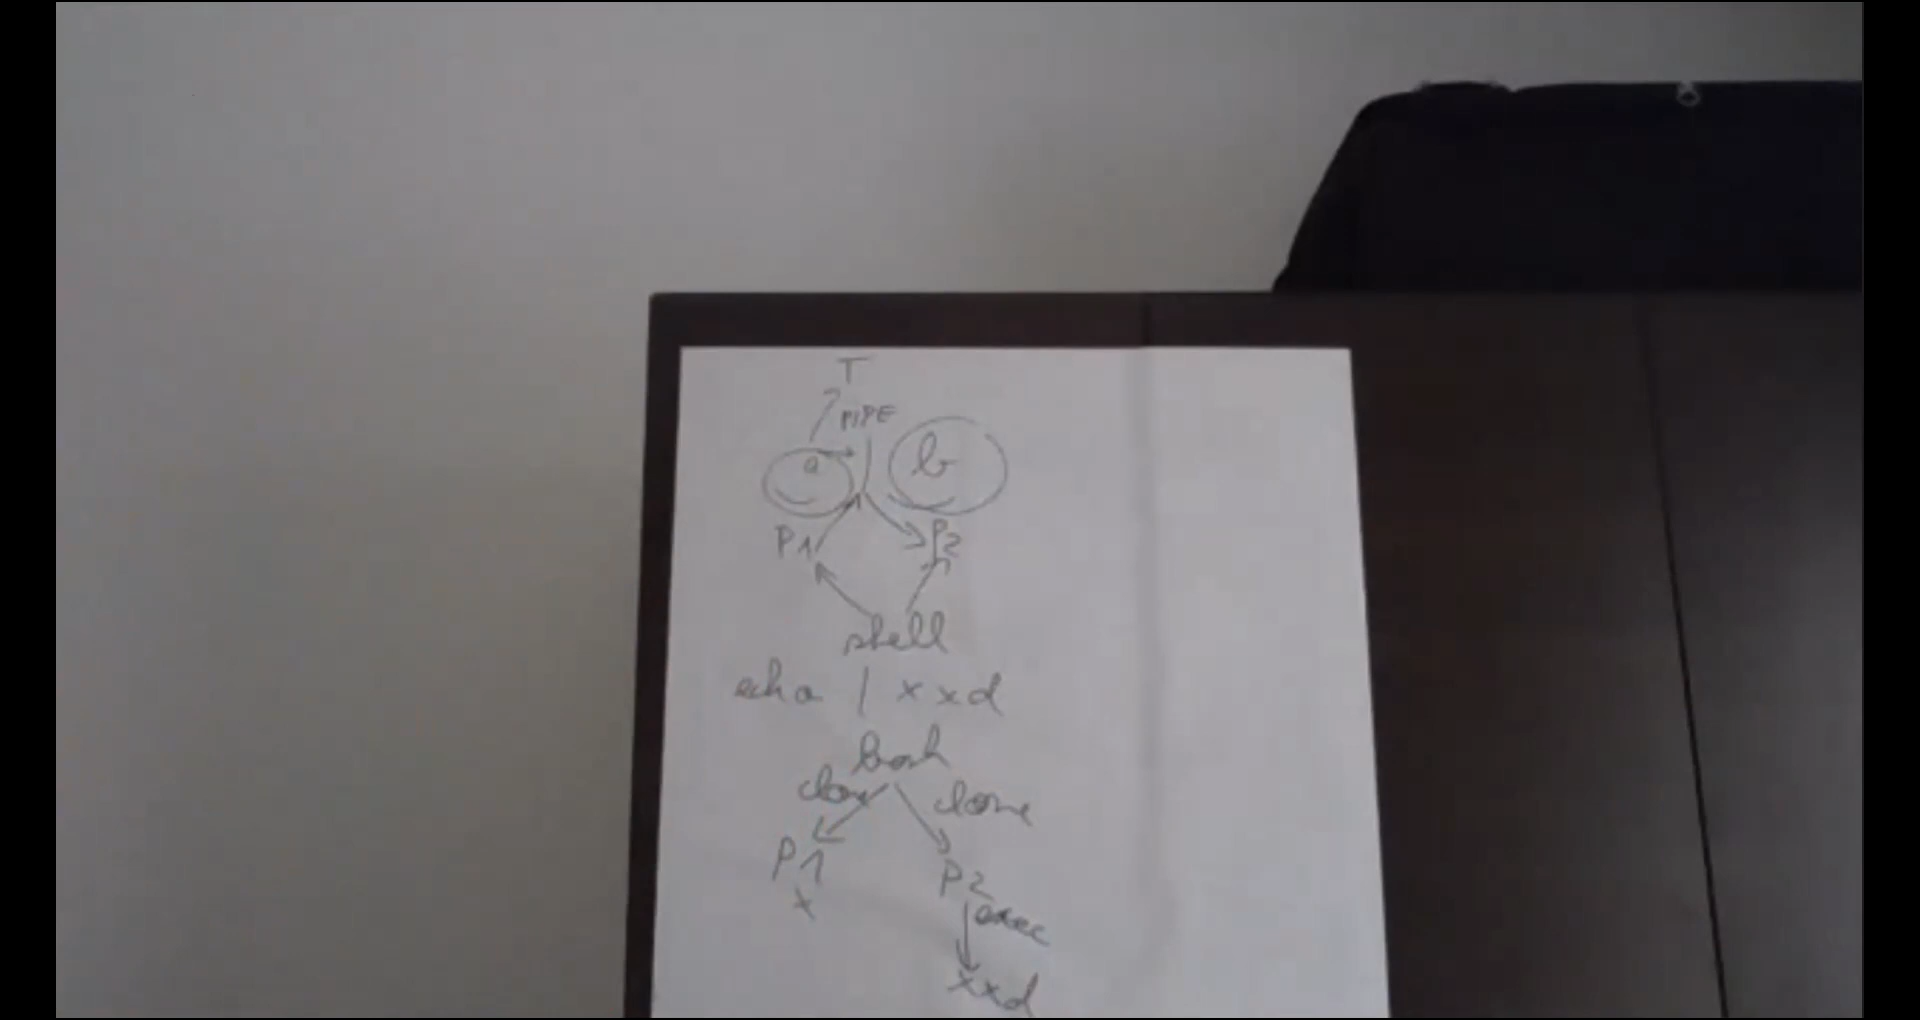 T
PIPE
a b
P1 P2
shell
echo | xxd
bash
clone clone
P1 P2
x exec
xxd